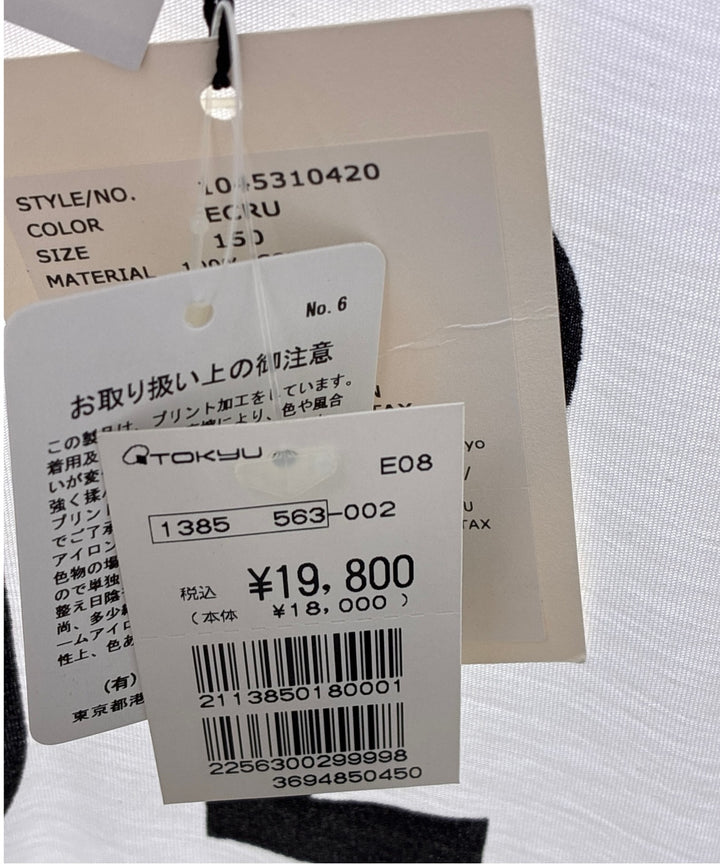 STYLE/NO. 1045310420
COLOR ECRU
SIZE 150
MATERIAL
No. 6
お取り扱い上の御注意
この製品は、プリント加工をしています。
着用及 により、色や風合
いが変
強く揉
プリン
でご了承
アイロン
色物の場
ので単独
整え日陰
尚、多少
ームアイロ
性上、色あ
(有)
東京都港
TAX
yo
U
TAX
TOKYU
E08
1385 563-002
税込 ¥19,800
(本体 ¥18,000 )
2113850180001
2256300299998
3694850450